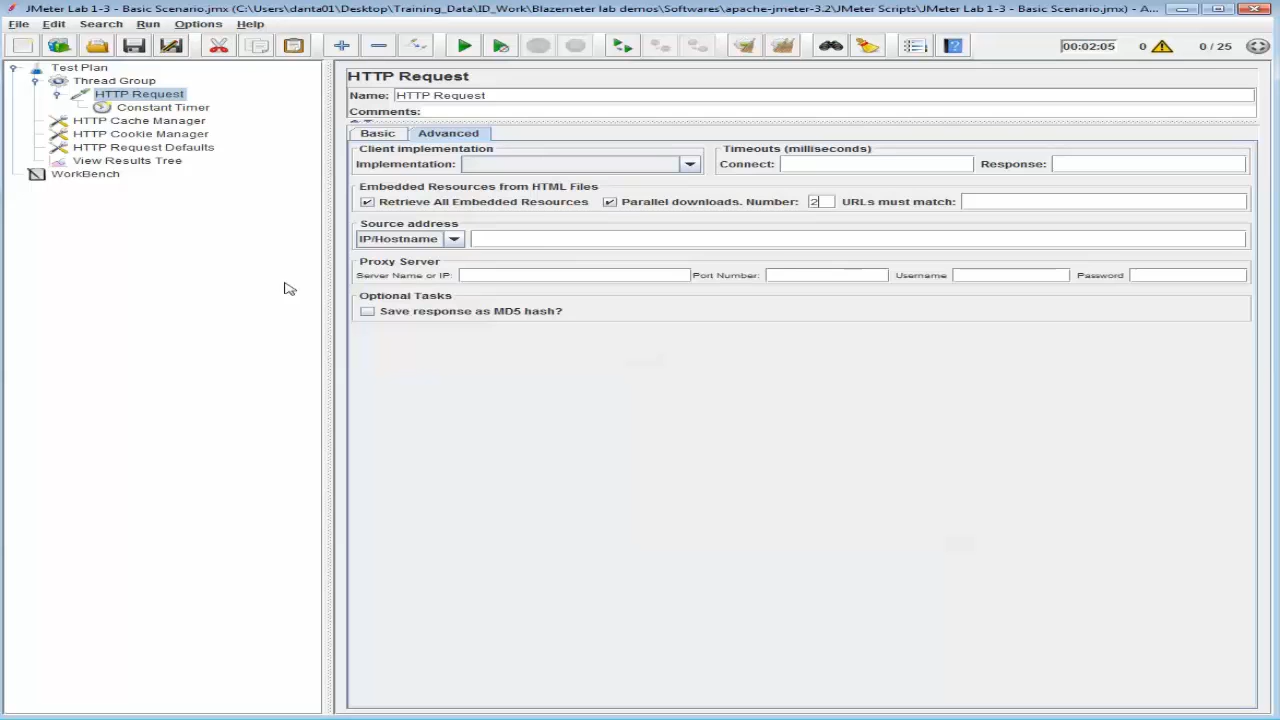 JMeter Lab 1-3 - Basic Scenario.jmx (C:\Users\danta01\Desktop\Training_Data\ID_Work\Blazemeter lab demos\Softwares\apache-jmeter-3.2\JMeter Scripts\JMeter Lab 1-3 - Basic Scenario.jmx) - A...
File Edit Search Run Options Help
00:02:05 0 0 / 25
Test Plan
Thread Group
HTTP Request
Constant Timer
HTTP Cache Manager
HTTP Cookie Manager
HTTP Request Defaults
View Results Tree
WorkBench
HTTP Request
Name: HTTP Request
Comments:
Basic Advanced
Client implementation Timeouts (milliseconds)
Implementation: Connect: Response:
Embedded Resources from HTML Files
Retrieve All Embedded Resources Parallel downloads. Number: 2 URLs must match:
Source address
IP/Hostname
Proxy Server
Server Name or IP: Port Number: Username Password
Optional Tasks
Save response as MD5 hash?